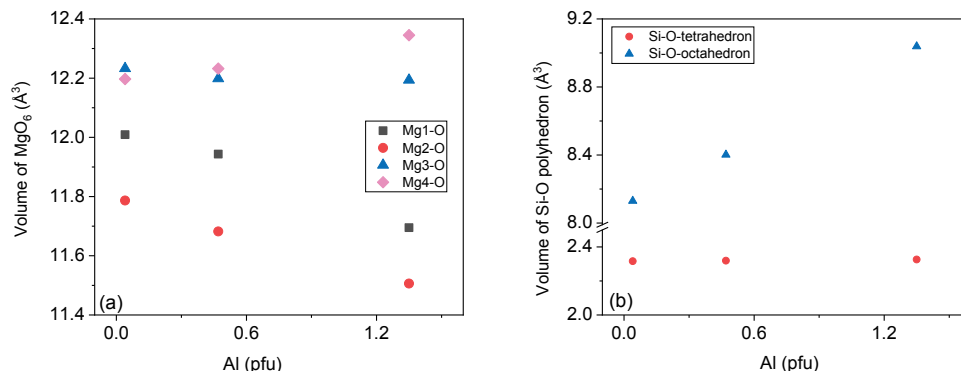 12.4
12.2
12.0
11.8
11.6
11.4
Volume of MgO₆ (Å³)
Mg1-O
Mg2-O
Mg3-O
Mg4-O
(a)
0.0 0.6 1.2
Al (pfu)
9.2
8.8
8.4
8.0
2.4
2.0
Volume of Si-O polyhedron (Å³)
Si-O-tetrahedron
Si-O-octahedron
(b)
0.0 0.6 1.2
Al (pfu)